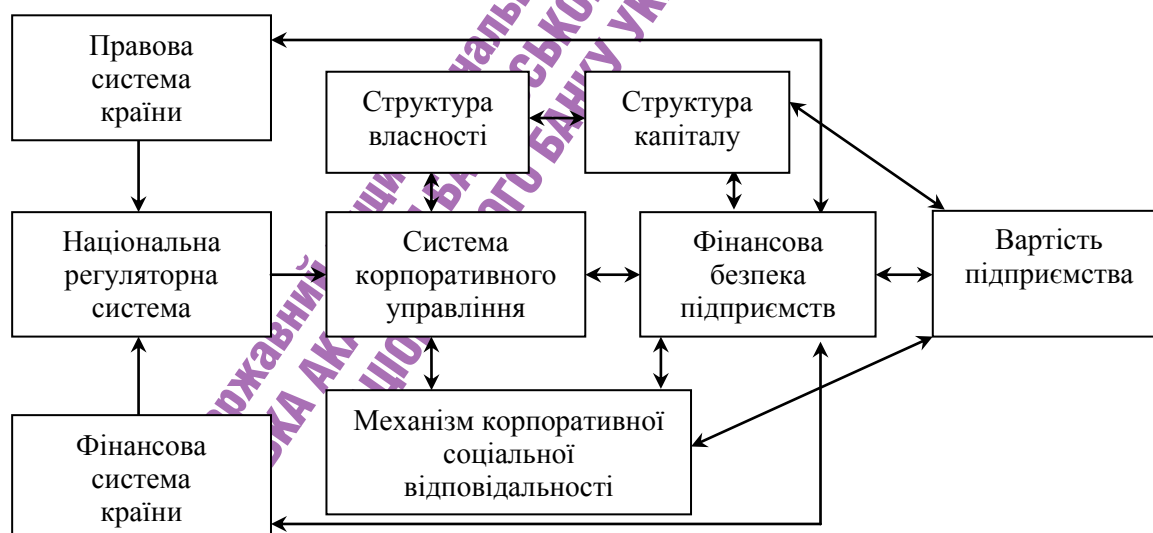 Правова
система
країни
Структура
власності
Структура
капіталу
Національна
регуляторна
система
Система
корпоративного
управління
Фінансова
безпека
підприємств
Вартість
підприємства
Фінансова
система
країни
Механізм корпоративної
соціальної
відповідальності